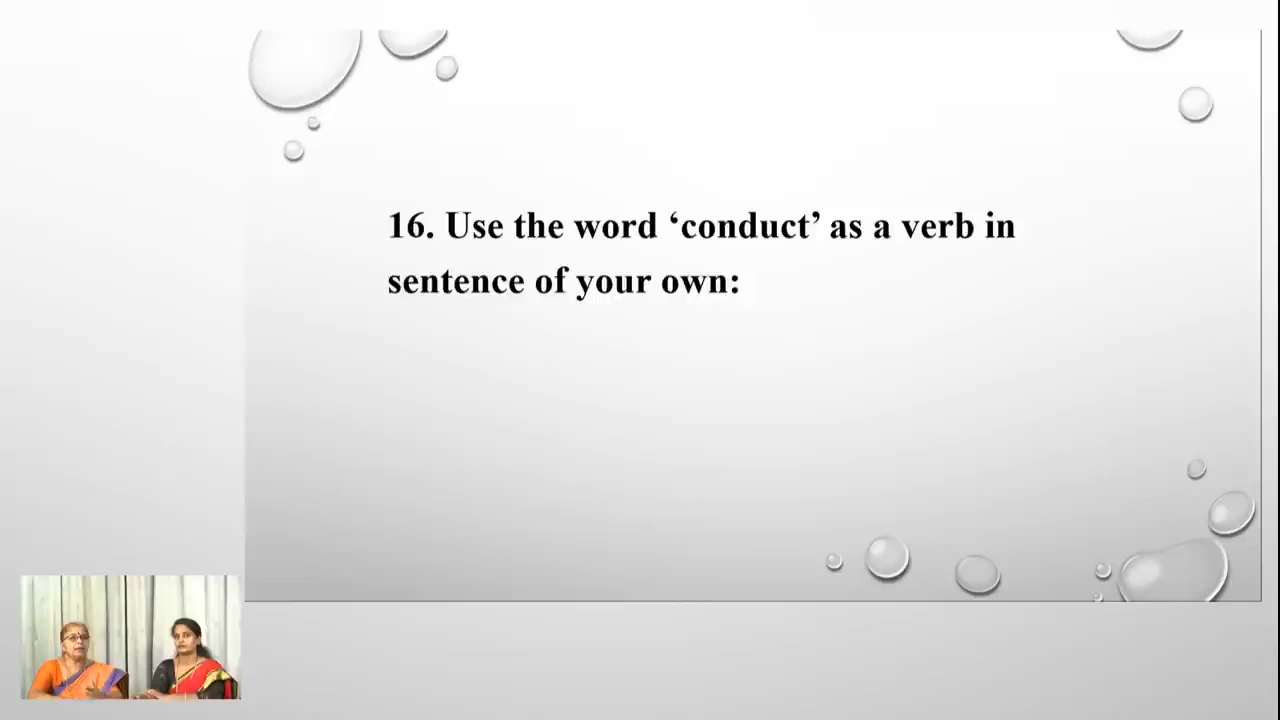 16. Use the word ‘conduct’ as a verb in
sentence of your own: